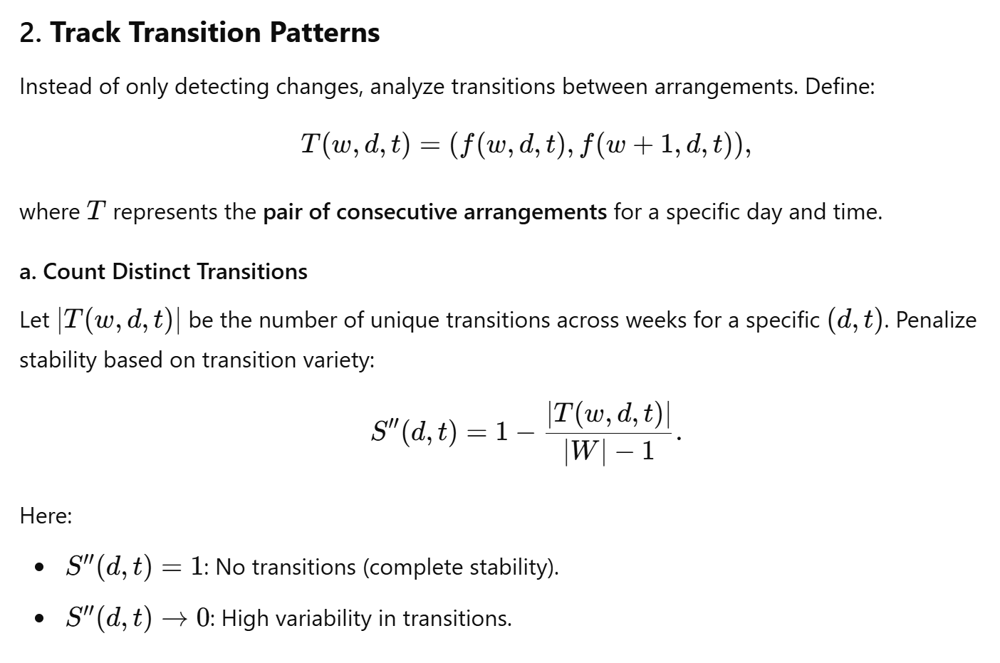 2. Track Transition Patterns
Instead of only detecting changes, analyze transitions between arrangements. Define:
T(w, d, t) = (f(w, d, t), f(w + 1, d, t)),
where T represents the pair of consecutive arrangements for a specific day and time.
a. Count Distinct Transitions
Let |T(w, d, t)| be the number of unique transitions across weeks for a specific (d, t). Penalize
stability based on transition variety:
S″(d, t) = 1 − |T(w, d, t)| / (|W| − 1).
Here:
• S″(d, t) = 1: No transitions (complete stability).
• S″(d, t) → 0: High variability in transitions.